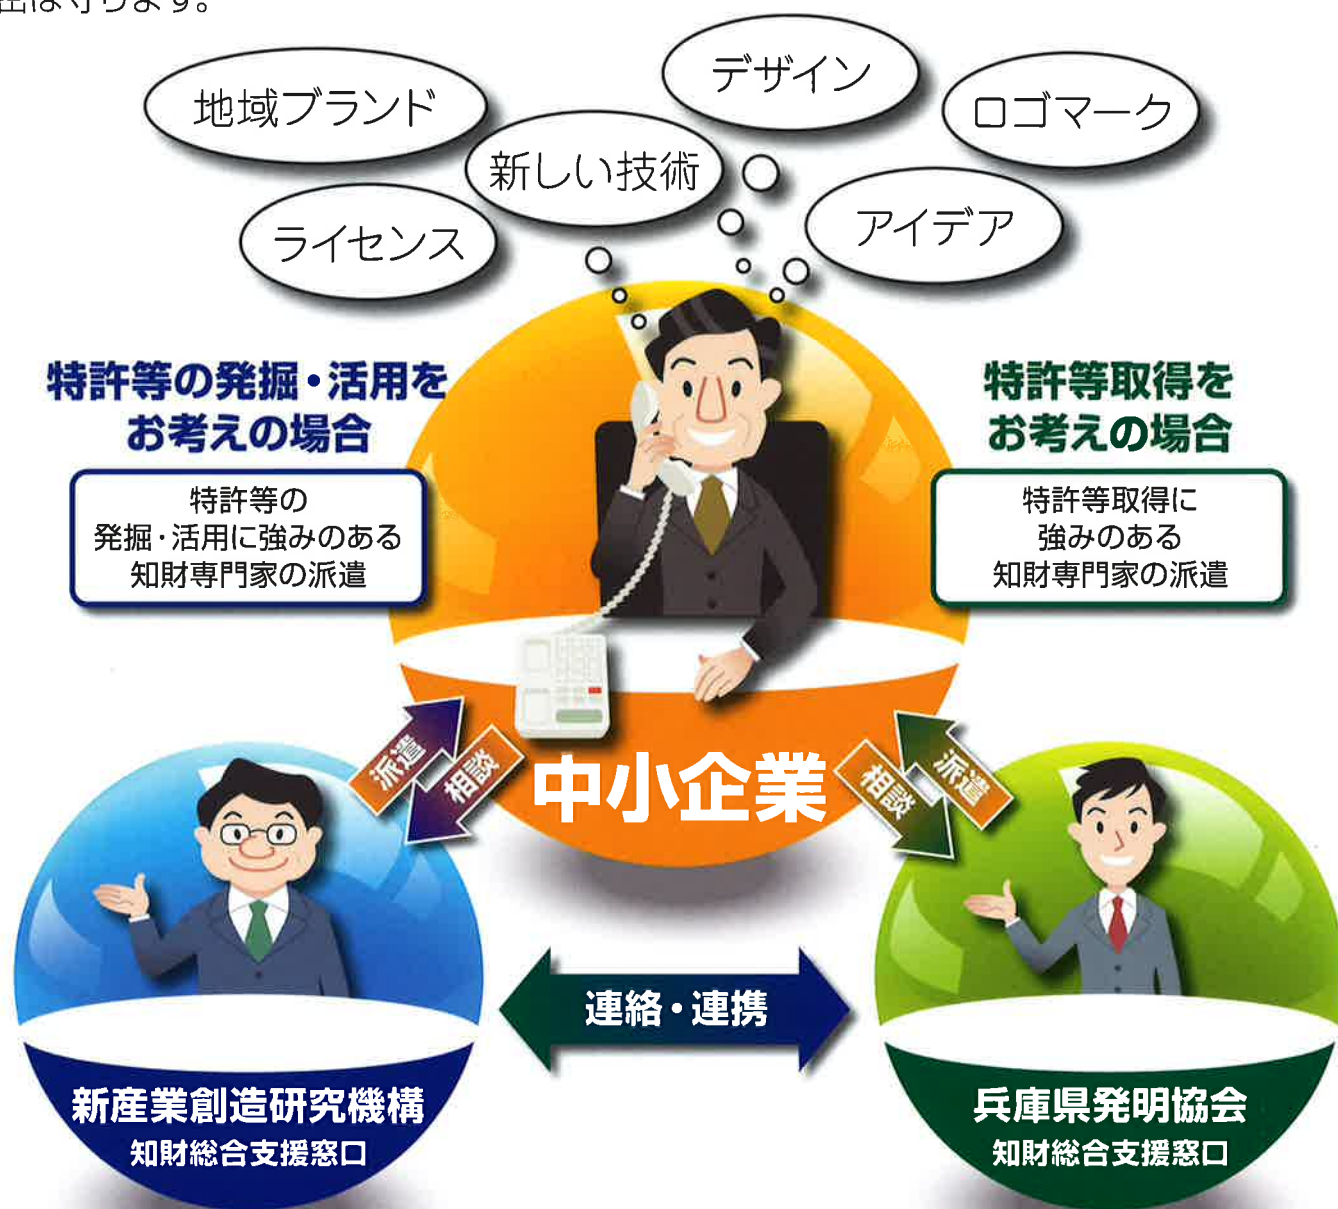 密は守ります。
地域ブランド
デザイン
ロゴマーク
新しい技術
ライセンス
アイデア
特許等の発掘・活用を
お考えの場合
特許等の
発掘・活用に強みのある
知財専門家の派遣
特許等取得を
お考えの場合
特許等取得に
強みのある
知財専門家の派遣
派遣
相談
中小企業
相談
派遣
連絡・連携
新産業創造研究機構
知財総合支援窓口
兵庫県発明協会
知財総合支援窓口